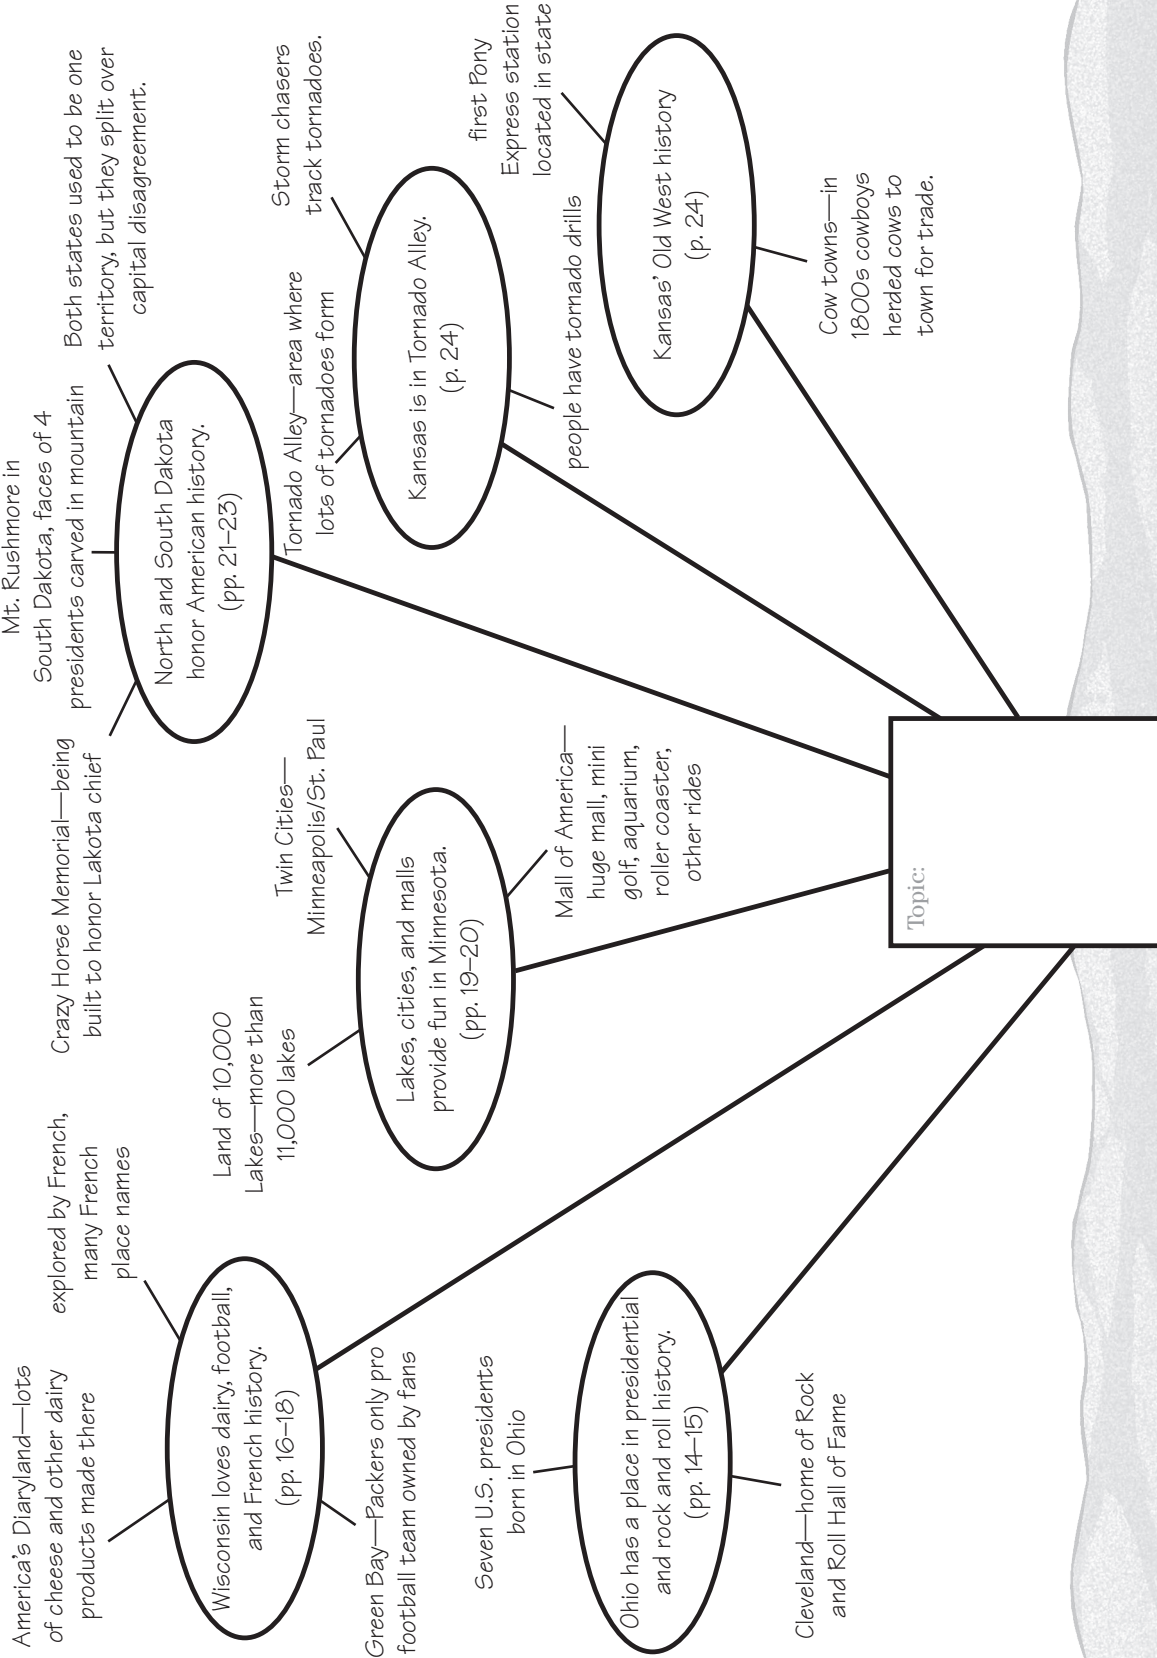 America's Diaryland—lots
of cheese and other dairy
products made there
explored by French,
many French
place names
Wisconsin loves dairy, football,
and French history.
(pp. 16–18)
Green Bay—Packers only pro
football team owned by fans
Seven U.S. presidents
born in Ohio
Ohio has a place in presidential
and rock and roll history.
(pp. 14–15)
Cleveland—home of Rock
and Roll Hall of Fame
Land of 10,000
Lakes—more than
11,000 lakes
Twin Cities—
Minneapolis/St. Paul
Lakes, cities, and malls
provide fun in Minnesota.
(pp. 19–20)
Mall of America—
huge mall, mini
golf, aquarium,
roller coaster,
other rides
Crazy Horse Memorial—being
built to honor Lakota chief
Mt. Rushmore in
South Dakota, faces of 4
presidents carved in mountain
Both states used to be one
territory, but they split over
capital disagreement.
North and South Dakota
honor American history.
(pp. 21–23)
Tornado Alley—area where
lots of tornadoes form
Storm chasers
track tornadoes.
Kansas is in Tornado Alley.
(p. 24)
people have tornado drills
first Pony
Express station
located in state
Kansas' Old West history
(p. 24)
Cow towns—in
1800s cowboys
herded cows to
town for trade.
Topic: